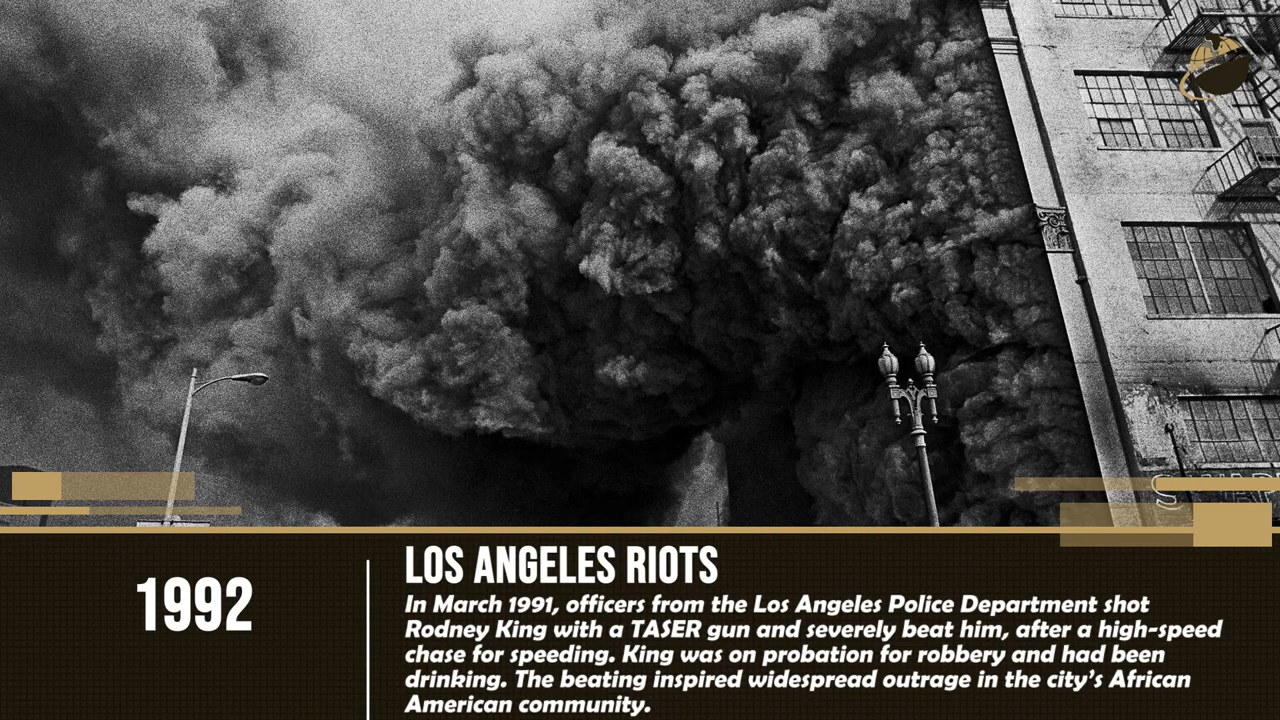 1992
LOS ANGELES RIOTS
In March 1991, officers from the Los Angeles Police Department shot
Rodney King with a TASER gun and severely beat him, after a high-speed
chase for speeding. King was on probation for robbery and had been
drinking. The beating inspired widespread outrage in the city’s African
American community.